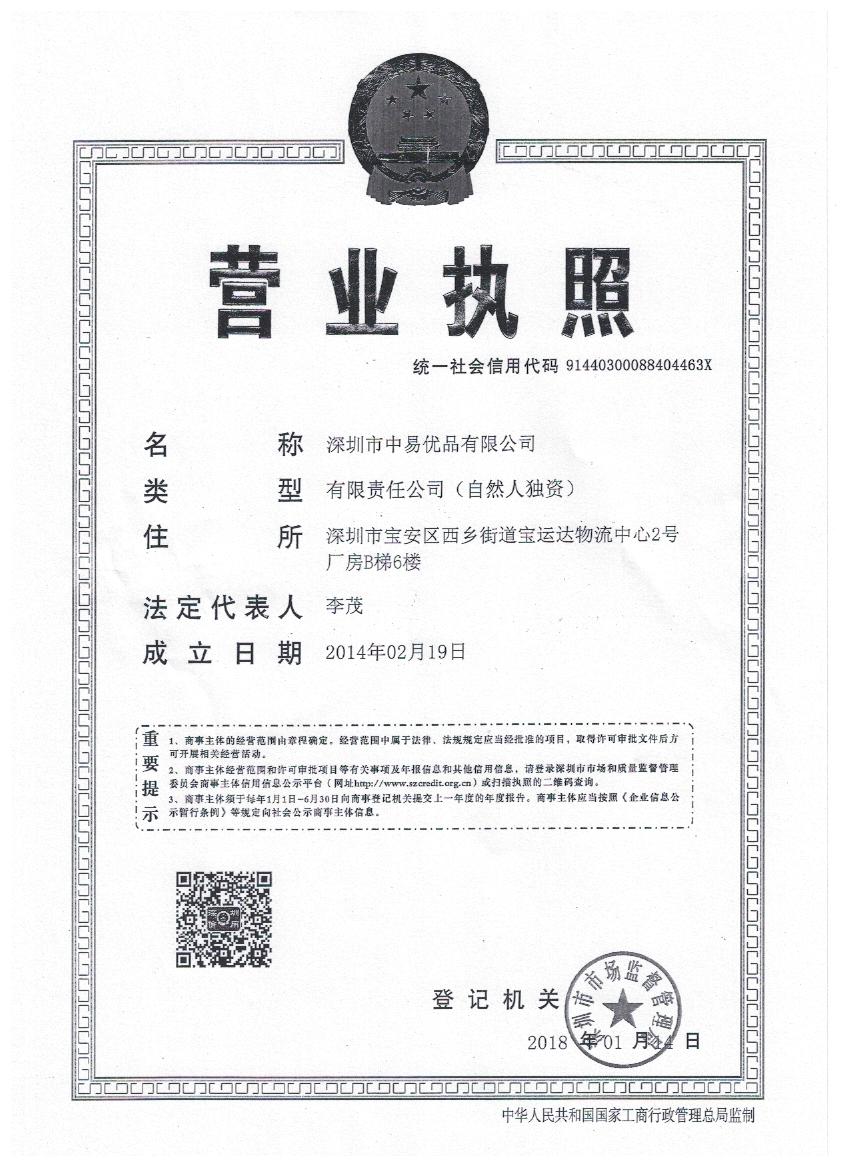 营业执照
统一社会信用代码 91440300088404463X
名称 深圳市中易优品有限公司
类型 有限责任公司（自然人独资）
住所 深圳市宝安区西乡街道宝运达物流中心2号
厂房B梯6楼
法定代表人 李茂
成立日期 2014年02月19日
重要提示
1、商事主体的经营范围由章程确定。经营范围中属于法律、法规规定应当经批准的项目，取得许可审批文件后方
可开展相关经营活动。
2、商事主体经营范围和许可审批项目等有关事项及年报信息和其他信用信息，请登录深圳市市场和质量监督管理
委员会商事主体信用信息公示平台（网址http://www.szcredit.org.cn）或扫描执照的二维码查询。
3、商事主体须于每年1月1日-6月30日向商事登记机关提交上一年度的年度报告。商事主体应当按照《企业信息公
示暂行条例》等规定向社会公示商事主体信息。
登记机关
深圳市市场监督管理局
2018年01月14日
中华人民共和国国家工商行政管理总局监制